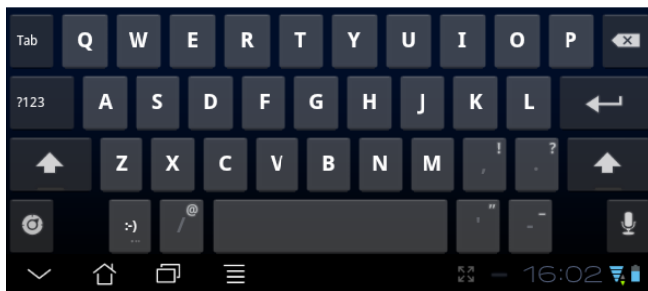 Tab Q W E R T Y U I O P
?123 A S D F G H J K L
Z X C V B N M , ! . ?
:-) ... / @ ' " - _
16:02